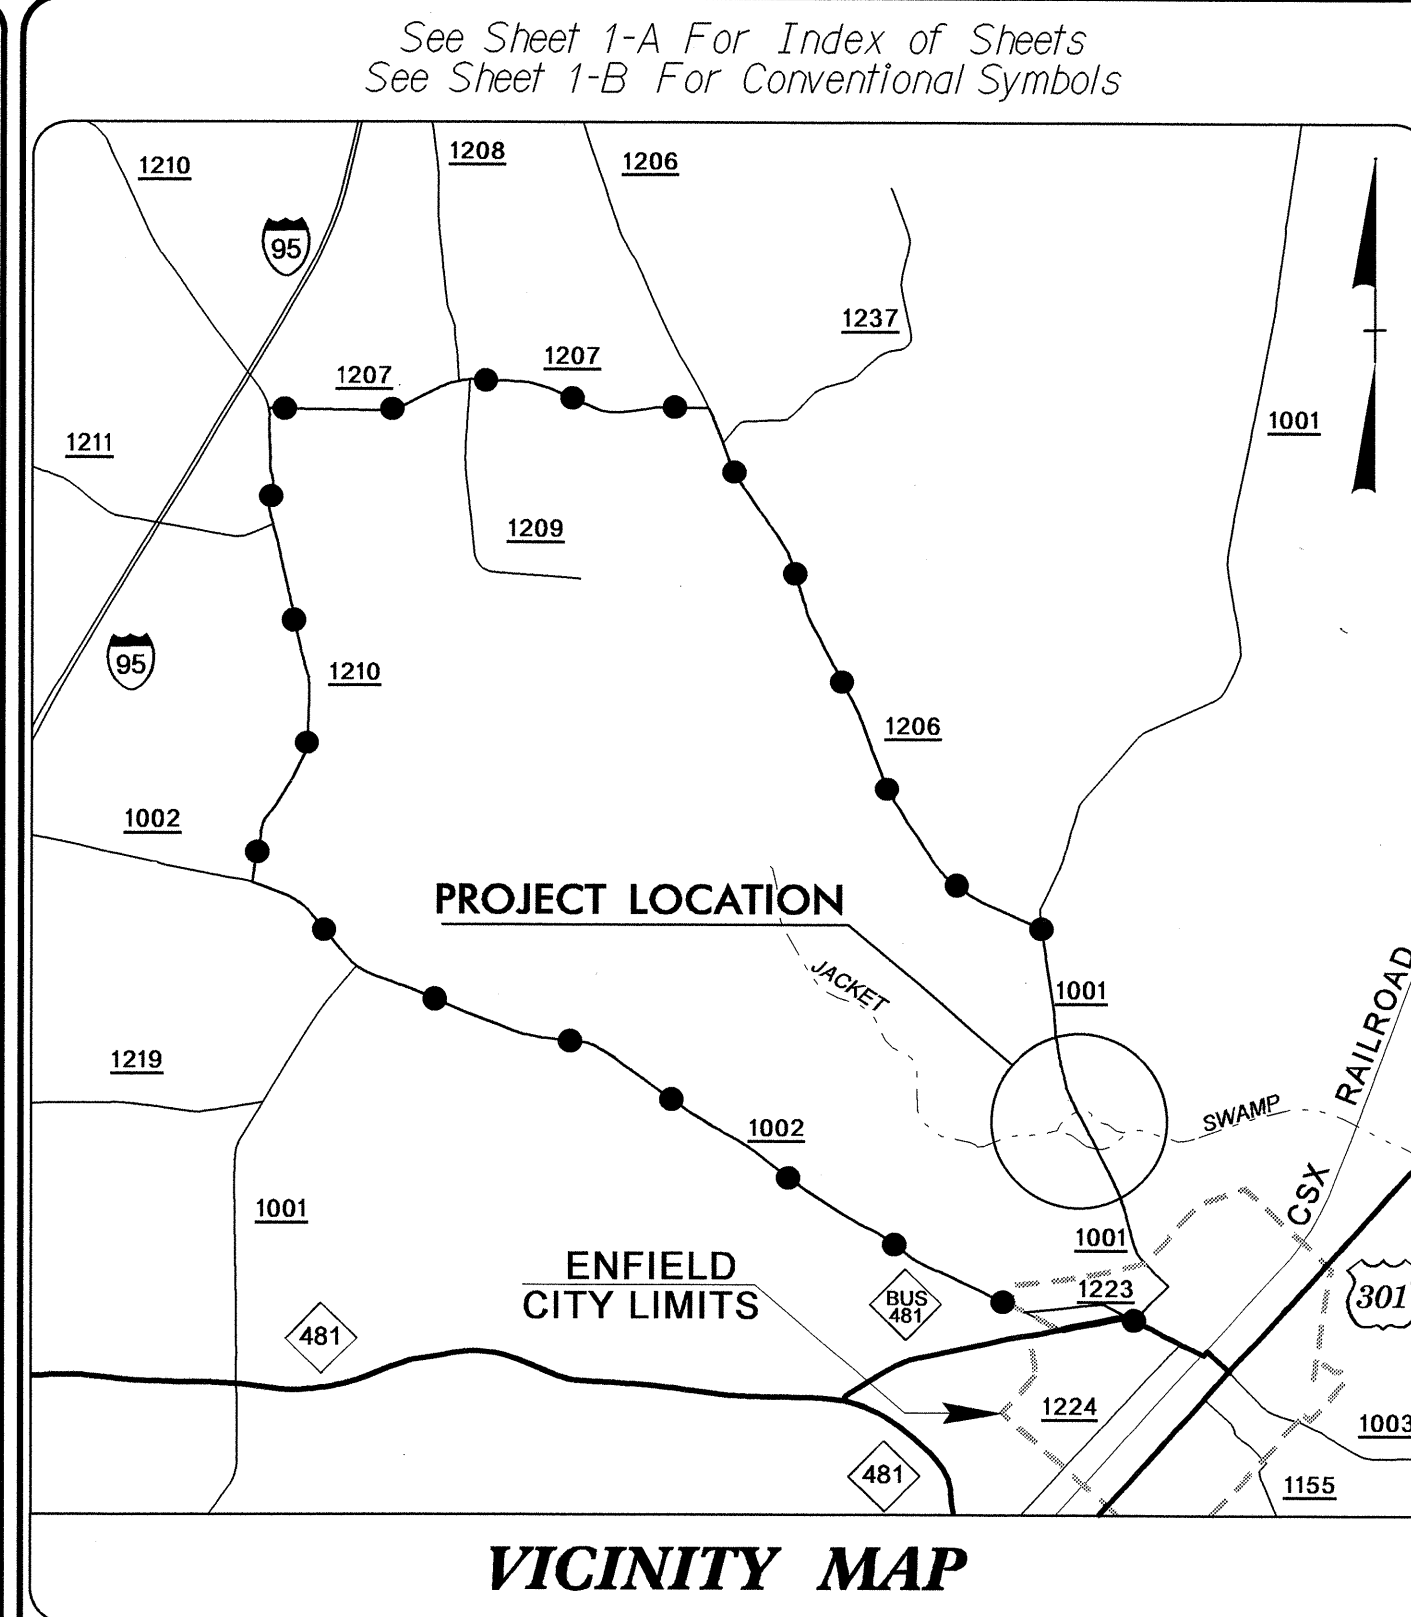 See Sheet 1-A For Index of Sheets
See Sheet 1-B For Conventional Symbols
1210
1208
1206
95
1237
1207
1207
1001
1211
1209
95
1210
1206
1002
PROJECT LOCATION
JACKET
1001
RAILROAD
1219
1002
SWAMP
CSX
1001
1001
ENFIELD
CITY LIMITS
BUS
481
1223
301
481
1224
1003
481
1155
VICINITY MAP